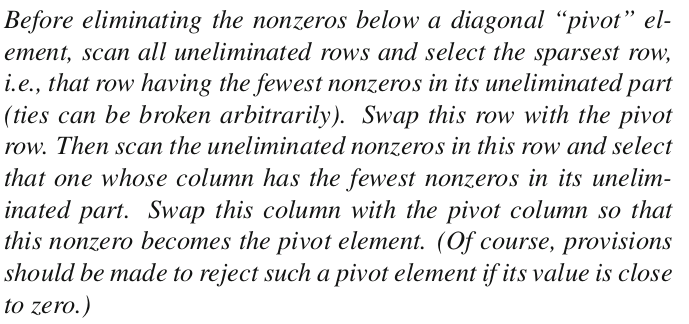 Before eliminating the nonzeros below a diagonal “pivot” el-
ement, scan all uneliminated rows and select the sparsest row,
i.e., that row having the fewest nonzeros in its uneliminated part
(ties can be broken arbitrarily). Swap this row with the pivot
row. Then scan the uneliminated nonzeros in this row and select
that one whose column has the fewest nonzeros in its unelim-
inated part. Swap this column with the pivot column so that
this nonzero becomes the pivot element. (Of course, provisions
should be made to reject such a pivot element if its value is close
to zero.)